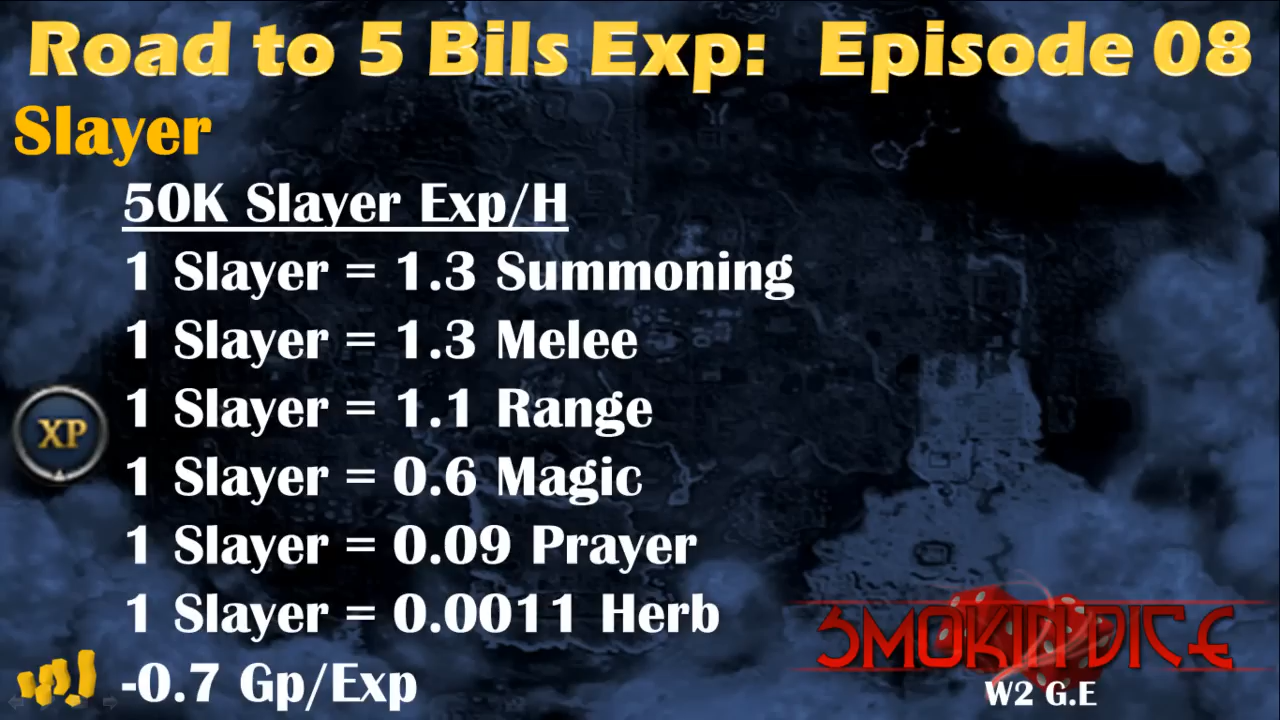 Road to 5 Bils Exp: Episode 08
Slayer
50K Slayer Exp/H
1 Slayer = 1.3 Summoning
1 Slayer = 1.3 Melee
1 Slayer = 1.1 Range
1 Slayer = 0.6 Magic
1 Slayer = 0.09 Prayer
1 Slayer = 0.0011 Herb
-0.7 Gp/Exp
XP
SMOKIN DICE
W2 G.E